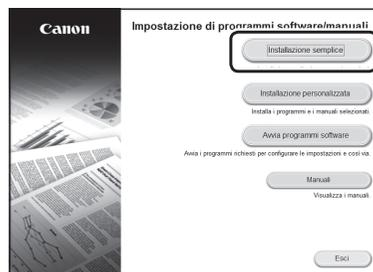 Canon
Impostazione di programmi software/manuali
Installazione semplice
Installazione personalizzata
Installa i programmi e i manuali selezionati.
Avvia programmi software
Avvia i programmi richiesti per configurare le impostazioni e così via.
Manuali
Visualizza i manuali.
Esci